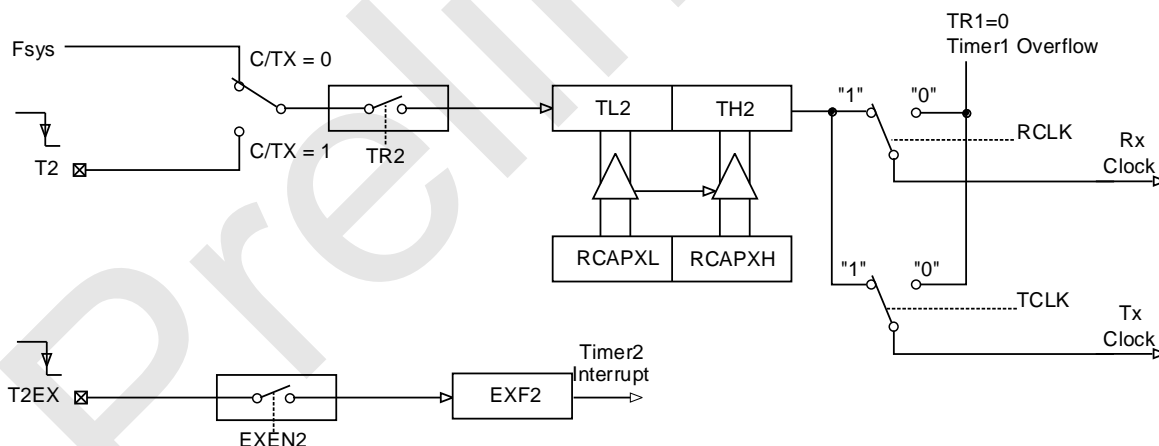 TR1=0
Timer1 Overflow
Fsys
C/TX = 0
T2
C/TX = 1
TR2
TL2
TH2
"1"
"0"
RCLK
Rx
Clock
RCAPXL
RCAPXH
"1"
"0"
TCLK
Tx
Clock
T2EX
EXEN2
EXF2
Timer2
Interrupt